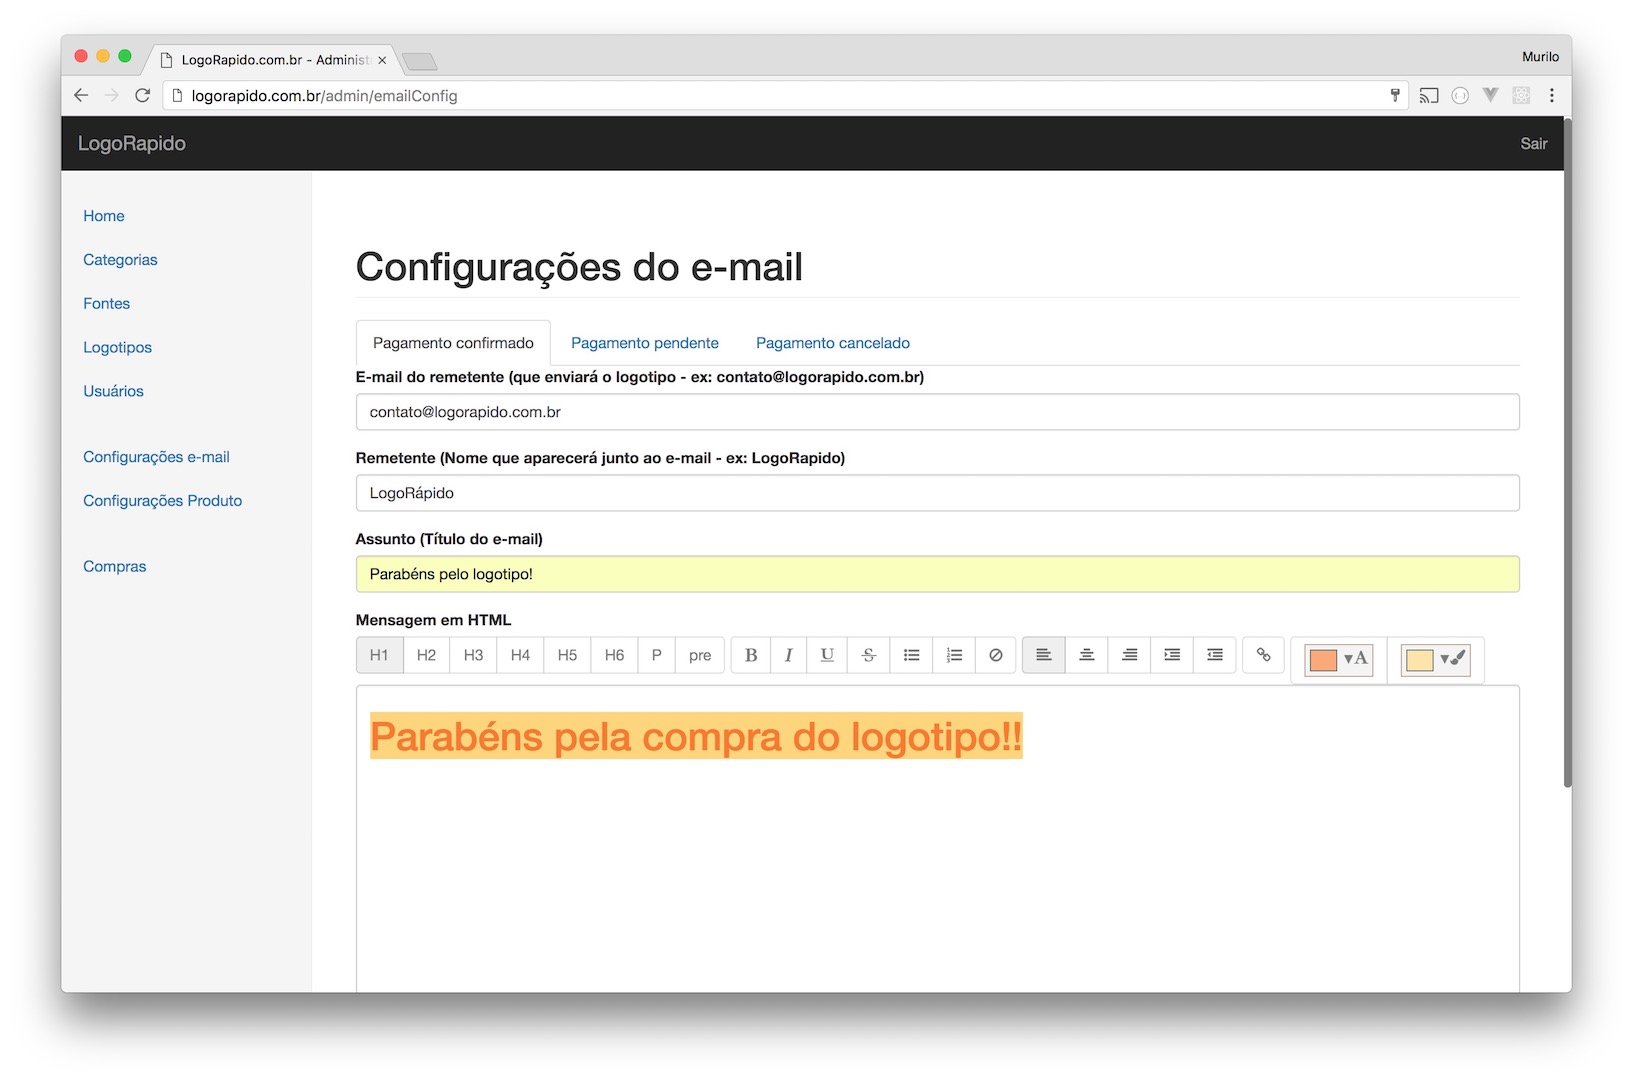 LogoRapido.com.br - Administ
Murilo
logorapido.com.br/admin/emailConfig
LogoRapido
Sair
Home
Categorias
Fontes
Logotipos
Usuários
Configurações e-mail
Configurações Produto
Compras
Configurações do e-mail
Pagamento confirmado
Pagamento pendente
Pagamento cancelado
E-mail do remetente (que enviará o logotipo - ex: contato@logorapido.com.br)
contato@logorapido.com.br
Remetente (Nome que aparecerá junto ao e-mail - ex: LogoRapido)
LogoRápido
Assunto (Título do e-mail)
Parabéns pelo logotipo!
Mensagem em HTML
H1 H2 H3 H4 H5 H6 P pre B I U S A
Parabéns pela compra do logotipo!!